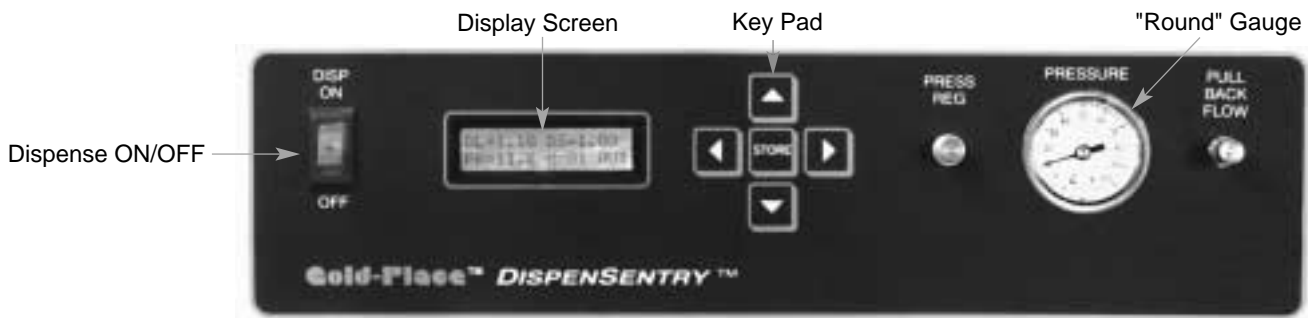 Display Screen
Key Pad
"Round" Gauge
Dispense ON/OFF
DISP
ON
OFF
STORE
PRESS
REG
PRESSURE
PULL
BACK
FLOW
Gold-Place™ DISPENSENTRY™